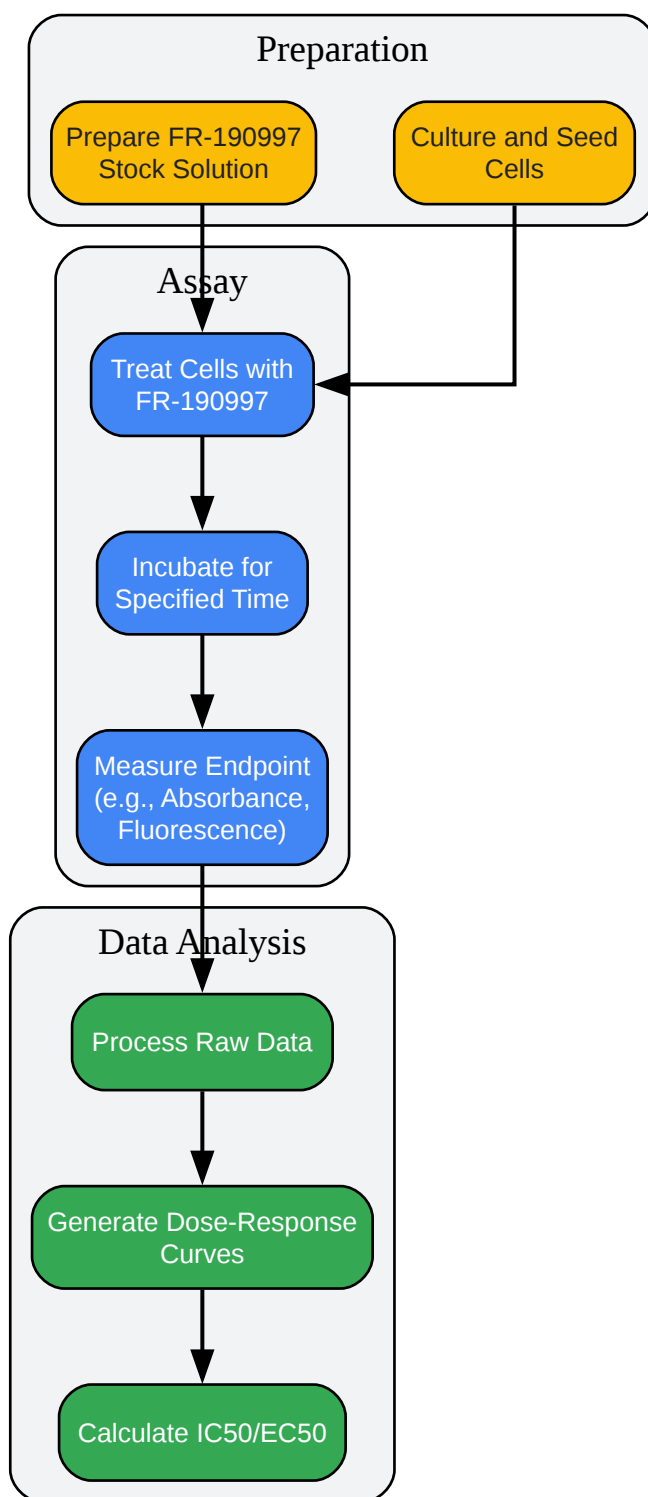 Preparation
Prepare FR-190997
Stock Solution
Culture and Seed
Cells
Assay
Treat Cells with
FR-190997
Incubate for
Specified Time
Measure Endpoint
(e.g., Absorbance,
Fluorescence)
Data Analysis
Process Raw Data
Generate Dose-Response
Curves
Calculate IC50/EC50